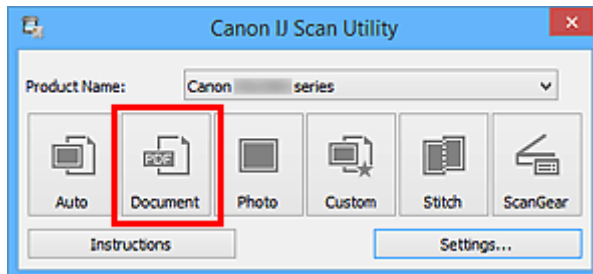 Canon IJ Scan Utility
Product Name: Canon series
PDF
Auto Document Photo Custom Stitch ScanGear
Instructions Settings...